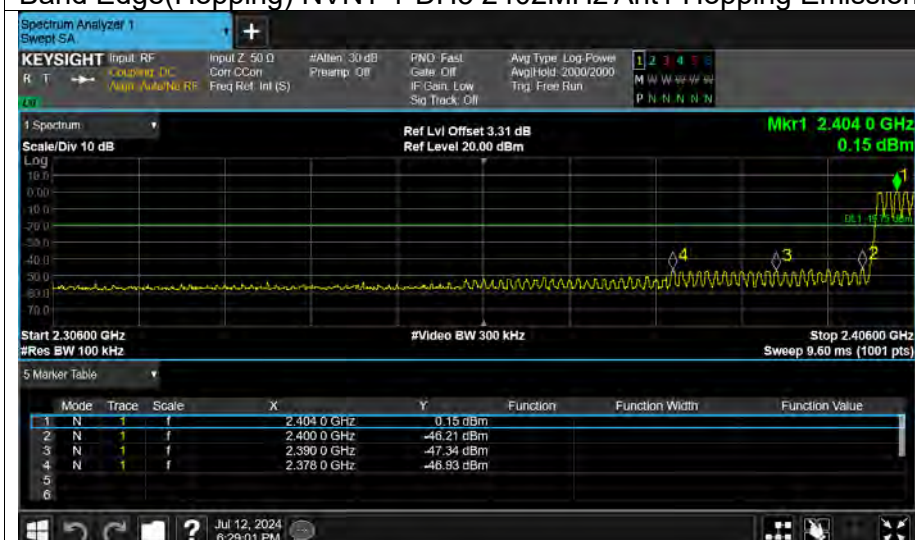 Band Edge(Hopping) NVNT 1-DH5 2402MHz Ant1 Hopping Emission
Spectrum Analyzer 1
Swept SA
+
KEYSIGHT Input: RF Input Z: 50 Ω #Atten: 30 dB PNO: Fast Avg Type: Log-Power 1 2 3 4 5 6
R T Coupling: DC Corr CCorr Preamp: Off Gate: Off Avg|Hold: 2000/2000 M W W W W W
Align: Auto/No RF Freq Ref: Int (S) IF Gain: Low Trig: Free Run
Sig Track: Off P N N N N N
1 Spectrum
Ref Lvl Offset 3.31 dB Mkr1 2.404 0 GHz
Scale/Div 10 dB Ref Level 20.00 dBm 0.15 dBm
Log
10.0
0.00
-10.0
-20.0
-30.0
-40.0
-50.0
-60.0
-70.0
1
4
3
2
Start 2.30600 GHz #Video BW 300 kHz Stop 2.40600 GHz
#Res BW 100 kHz Sweep 9.60 ms (1001 pts)
5 Marker Table
Mode Trace Scale X Y Function Function Width Function Value
1 N 1 f 2.404 0 GHz 0.15 dBm
2 N 1 f 2.400 0 GHz -46.21 dBm
3 N 1 f 2.390 0 GHz -47.34 dBm
4 N 1 f 2.378 0 GHz -46.93 dBm
5
6
? Jul 12, 2024
6:29:01 PM